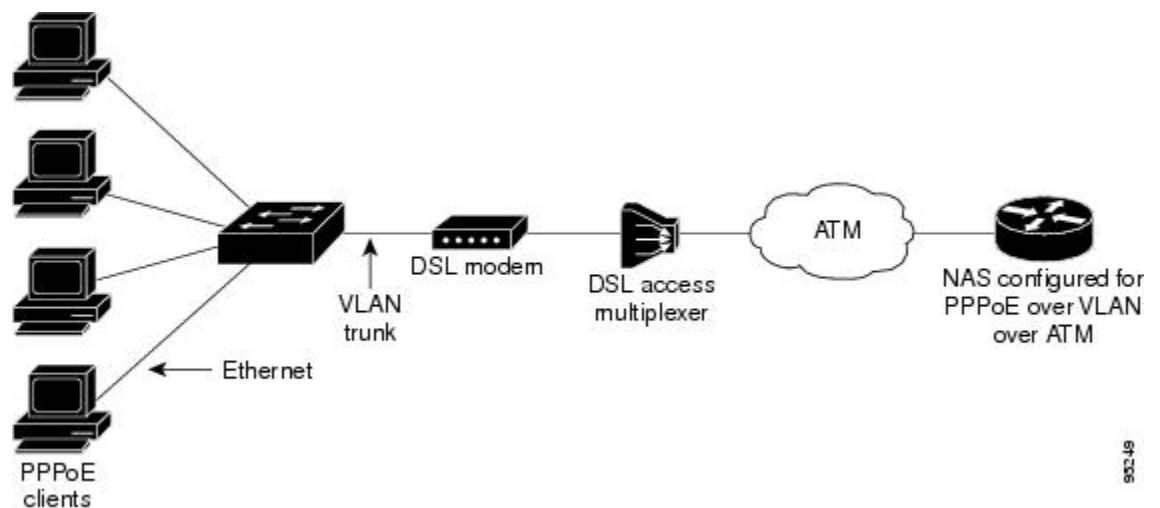 PPPoE
clients
Ethernet
VLAN
trunk
DSL modem
DSL access
multiplexer
ATM
NAS configured for
PPPoE over VLAN
over ATM
95249